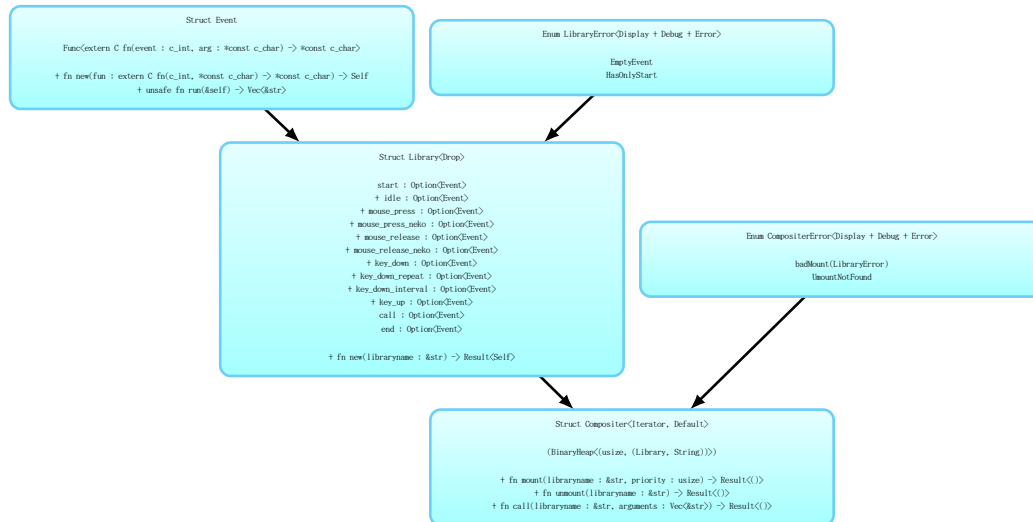 Struct Event
Func<extern C fn(event : c_int, arg : *const c_char) -> *const c_char>
+ fn new(fun : extern C fn(c_int, *const c_char) -> *const c_char) -> Self
+ unsafe fn run(&self) -> Vec<&str>
Enum LibraryError<Display + Debug + Error>
EmptyEvent
HasOnlyStart
Struct Library<Drop>
start : Option<Event>
+ idle : Option<Event>
+ mouse_press : Option<Event>
+ mouse_press_neko : Option<Event>
+ mouse_release : Option<Event>
+ mouse_release_neko : Option<Event>
+ key_down : Option<Event>
+ key_down_repeat : Option<Event>
+ key_down_interval : Option<Event>
+ key_up : Option<Event>
call : Option<Event>
end : Option<Event>
+ fn new(libraryname : &str) -> Result<Self>
Enum CompositerError<Display + Debug + Error>
badMount(LibraryError)
UmountNotFound
Struct Compositer<Iterator, Default>
(BinaryHeap<(usize, (Library, String))>)
+ fn mount(libraryname : &str, priority : usize) -> Result<()>
+ fn unmount(libraryname : &str) -> Result<()>
+ fn call(libraryname : &str, arguments : Vec<&str>) -> Result<()>